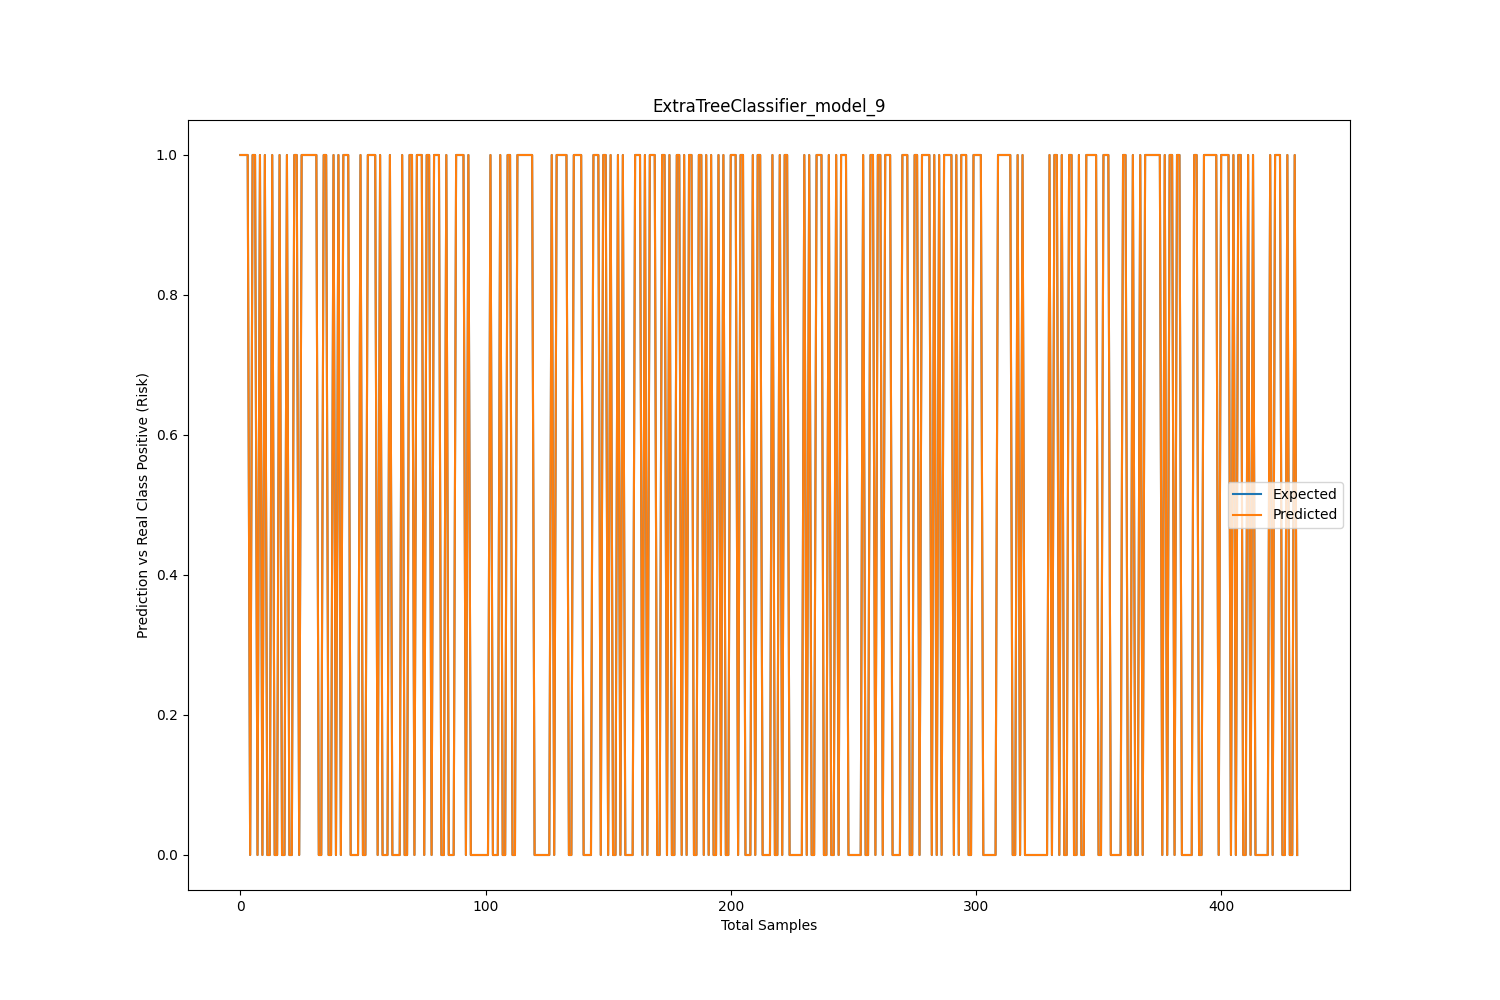 ExtraTreeClassifier_model_9
1.0
0.8
0.6
0.4
0.2
0.0
Prediction vs Real Class Positive (Risk)
Expected
Predicted
0 100 200 300 400
Total Samples